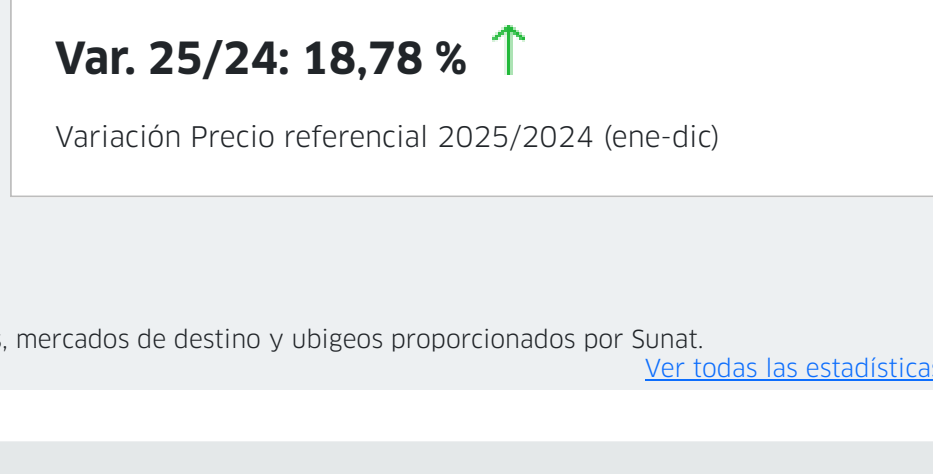 Var. 25/24: 18,78 %
Variación Precio referencial 2025/2024 (ene-dic)
, mercados de destino y ubigeos proporcionados por Sunat.
Ver todas las estadísticas